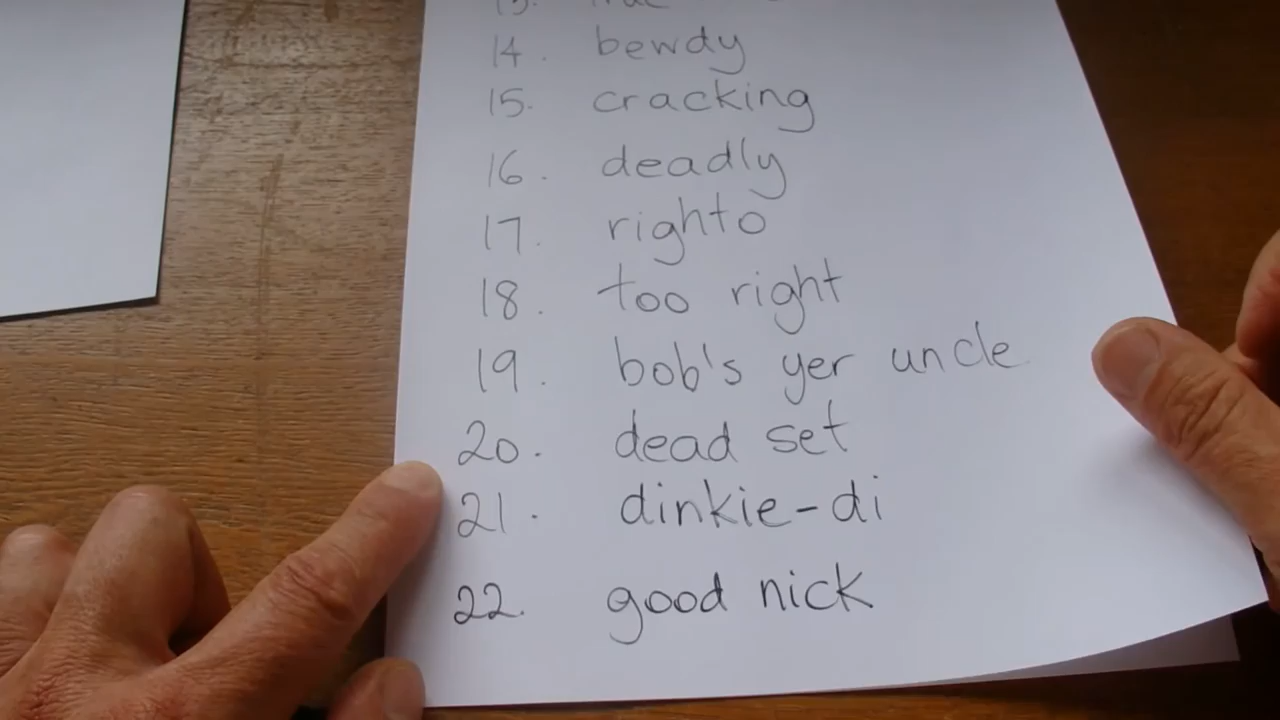 14. bewdy
15. cracking
16. deadly
17. righto
18. too right
19. bob's yer uncle
20. dead set
21. dinkie-di
22. good nick